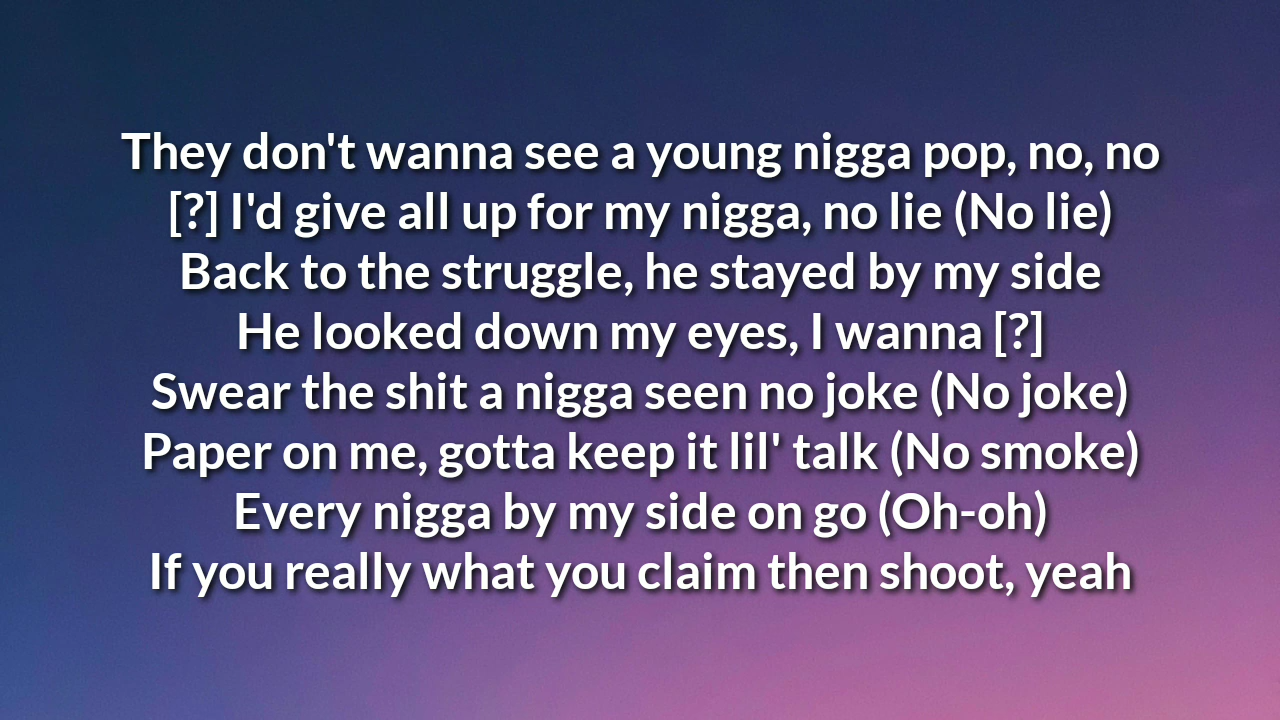 They don't wanna see a young nigga pop, no, no
[?] I'd give all up for my nigga, no lie (No lie)
Back to the struggle, he stayed by my side
He looked down my eyes, I wanna [?]
Swear the shit a nigga seen no joke (No joke)
Paper on me, gotta keep it lil' talk (No smoke)
Every nigga by my side on go (Oh-oh)
If you really what you claim then shoot, yeah